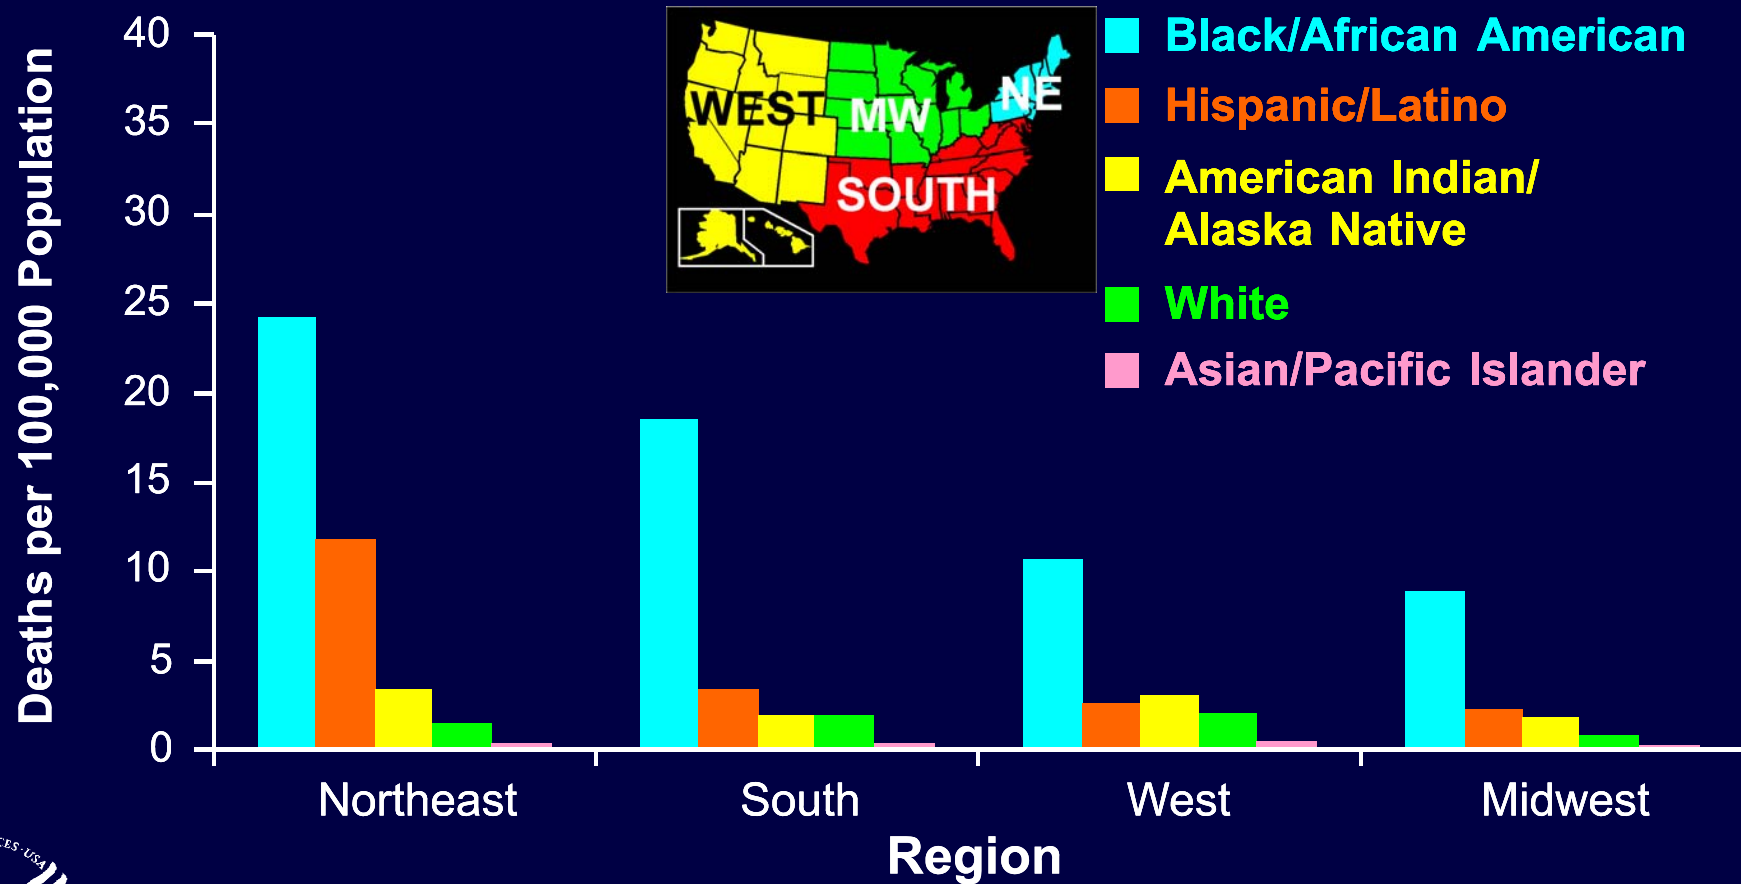 Deaths per 100,000 Population
40
35
30
25
20
15
10
5
0
WEST
MW
NE
SOUTH
Black/African American
Hispanic/Latino
American Indian/
Alaska Native
White
Asian/Pacific Islander
Northeast
South
West
Midwest
Region
USA